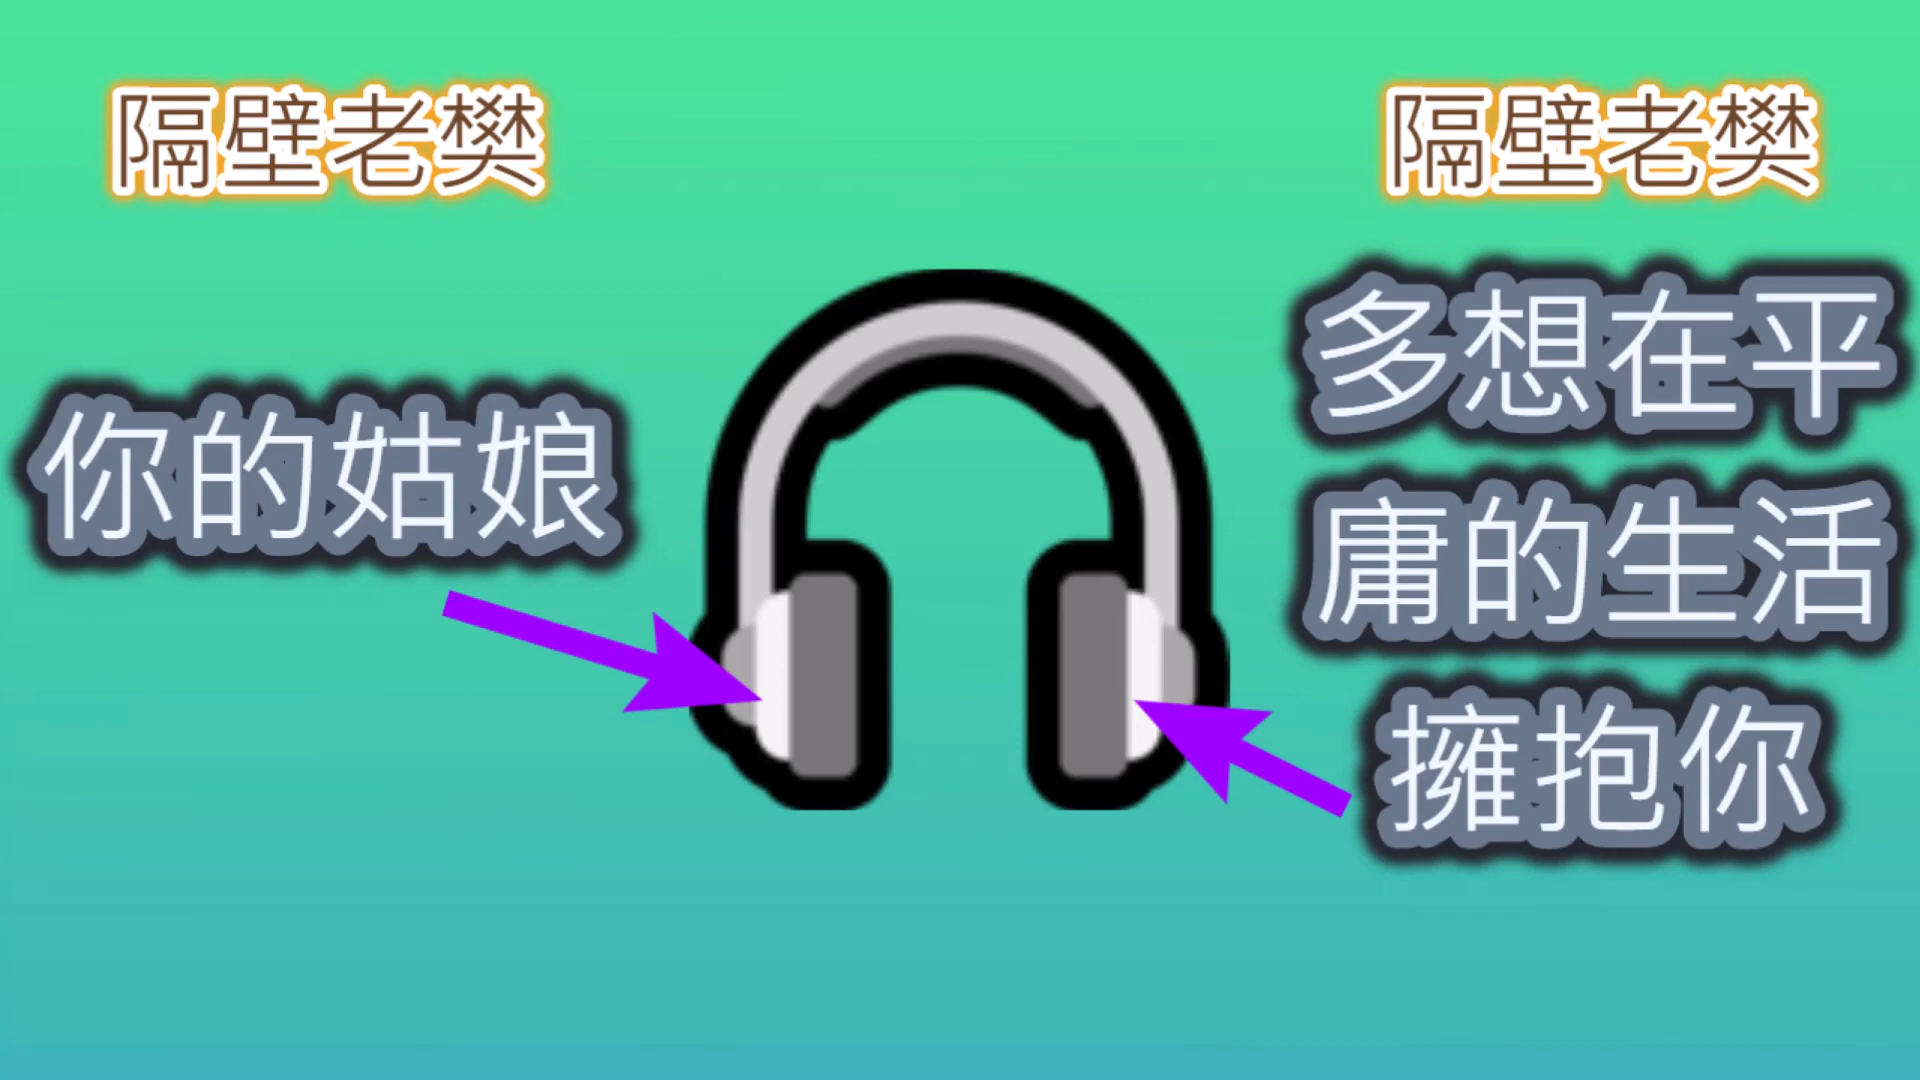 隔壁老樊
你的姑娘
隔壁老樊
多想在平
庸的生活
擁抱你